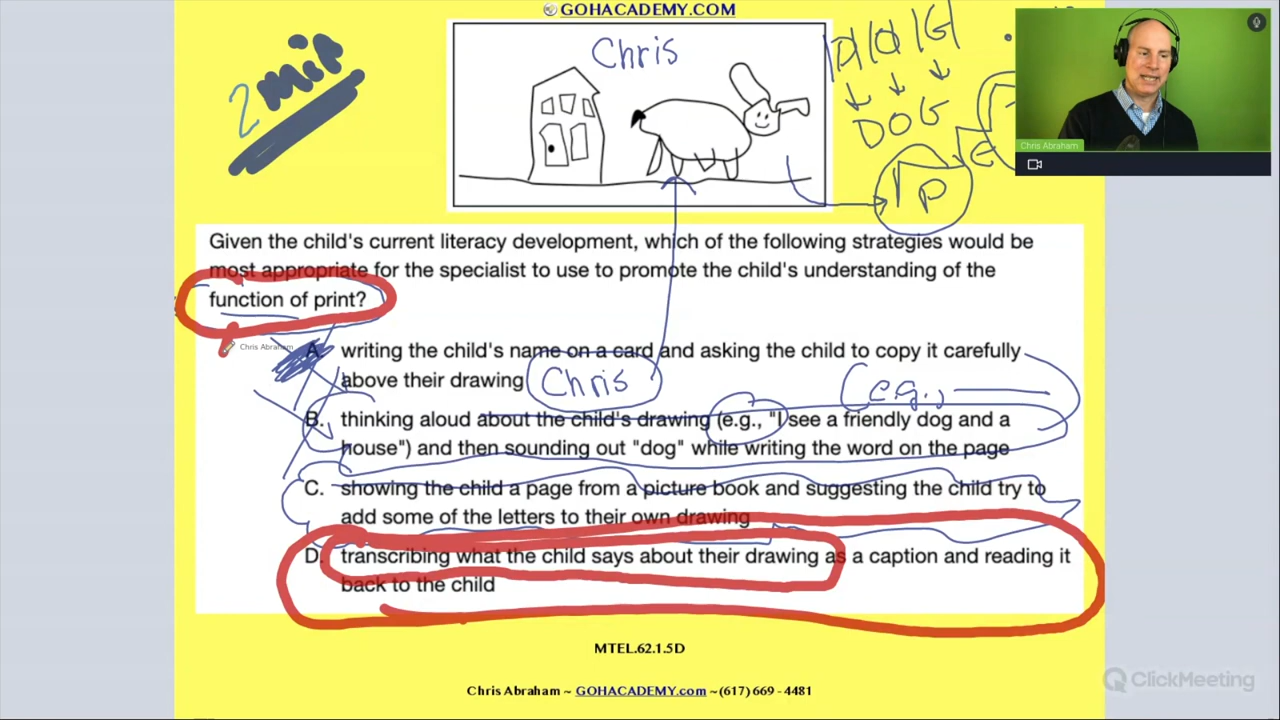 GOHACADEMY.COM
2 min
Chris
D O G
DOG
P
Chris Abraham
Given the child's current literacy development, which of the following strategies would be
most appropriate for the specialist to use to promote the child's understanding of the
function of print?
Chris Abraham
A. writing the child's name on a card and asking the child to copy it carefully
above their drawing
Chris
(e.g.,
B. thinking aloud about the child's drawing (e.g., "I see a friendly dog and a
house") and then sounding out "dog" while writing the word on the page
C. showing the child a page from a picture book and suggesting the child try to
add some of the letters to their own drawing
D. transcribing what the child says about their drawing as a caption and reading it
back to the child
MTEL.62.1.5D
Chris Abraham ~ GOHACADEMY.com ~(617) 669 - 4481
ClickMeeting